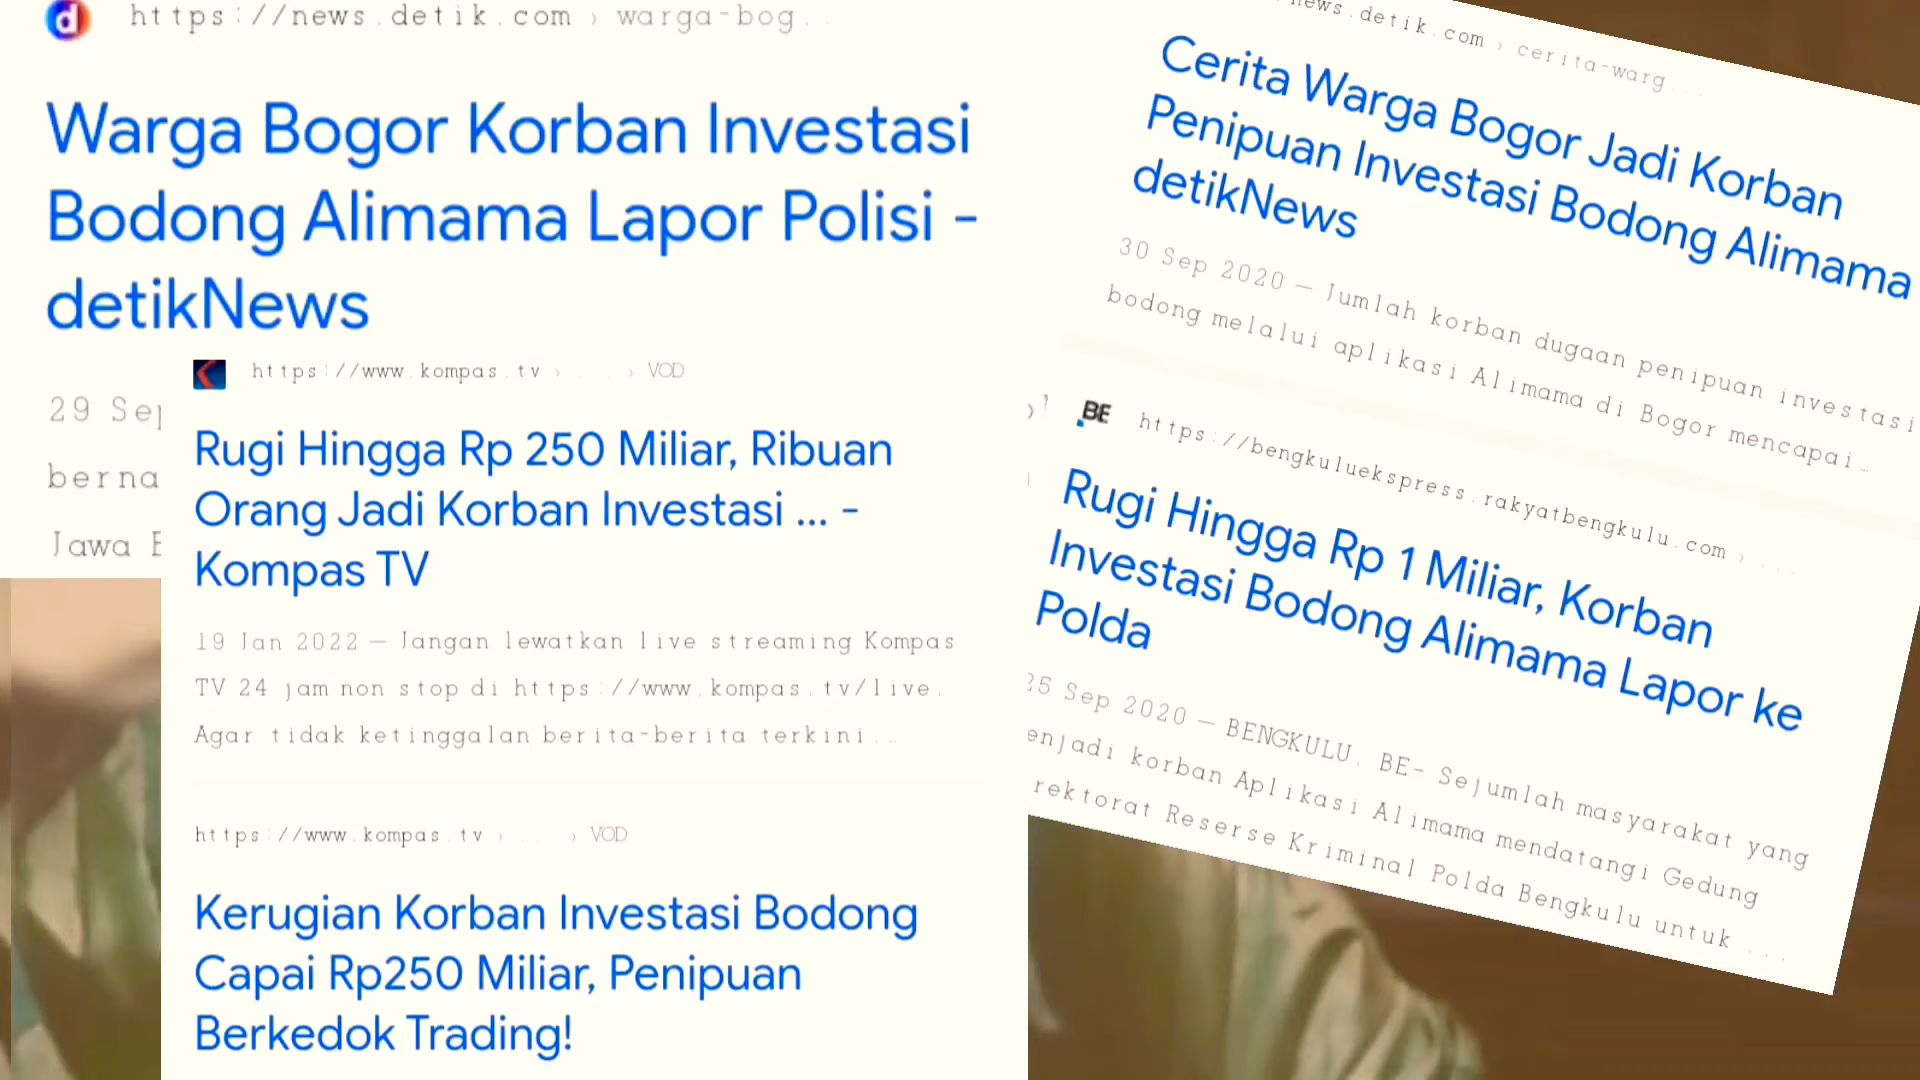 https://news.detik.com › warga-bog...
Warga Bogor Korban Investasi
Bodong Alimama Lapor Polisi -
detikNews
29 Sep
berna
Jawa B
https://www.kompas.tv › ... › VOD
Rugi Hingga Rp 250 Miliar, Ribuan
Orang Jadi Korban Investasi ... -
Kompas TV
19 Jan 2022 — Jangan lewatkan live streaming Kompas
TV 24 jam non stop di https://www.kompas.tv/live.
Agar tidak ketinggalan berita-berita terkini ...
https://www.kompas.tv › ... › VOD
Kerugian Korban Investasi Bodong
Capai Rp250 Miliar, Penipuan
Berkedok Trading!
news.detik.com › cerita-warg...
Cerita Warga Bogor Jadi Korban
Penipuan Investasi Bodong Alimama
detikNews
30 Sep 2020 — Jumlah korban dugaan penipuan investasi
bodong melalui aplikasi Alimama di Bogor mencapai...
BE https://bengkuluekspress.rakyatbengkulu.com › ...
Rugi Hingga Rp 1 Miliar, Korban
Investasi Bodong Alimama Lapor ke
Polda
25 Sep 2020 — BENGKULU, BE- Sejumlah masyarakat yang
enjadi korban Aplikasi Alimama mendatangi Gedung
rektorat Reserse Kriminal Polda Bengkulu untuk ...